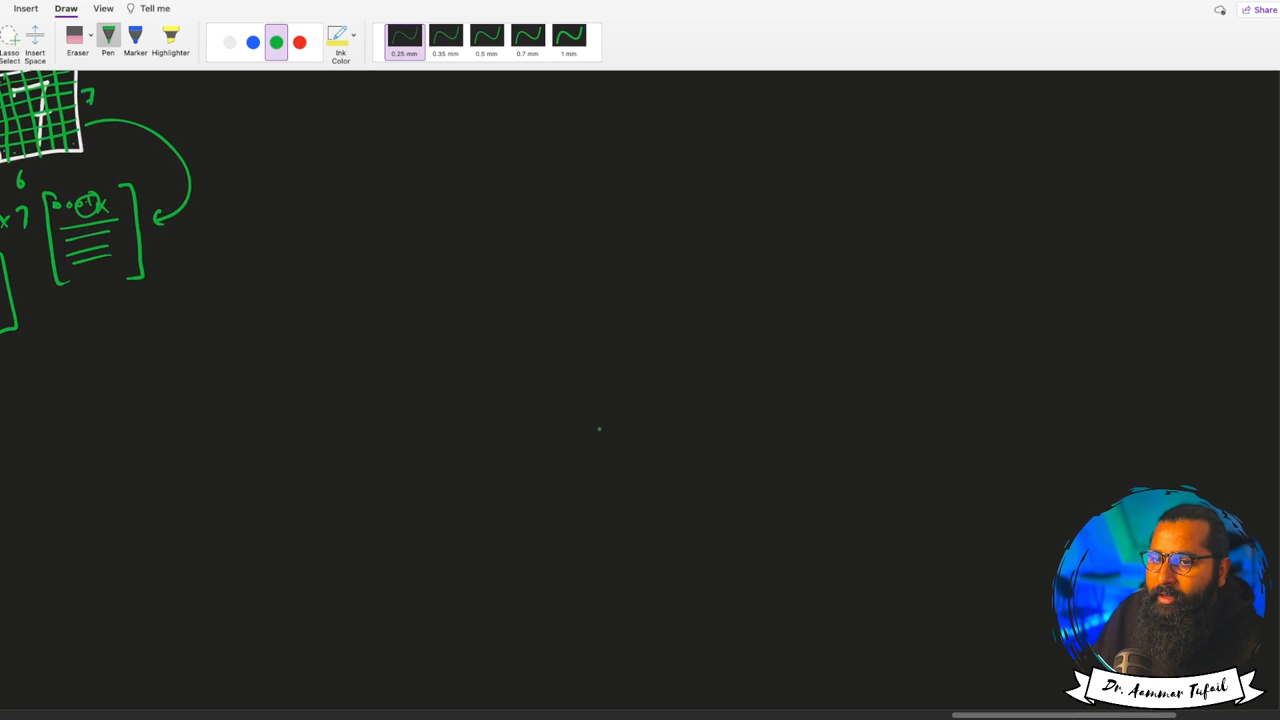 Insert Draw View Tell me
Share
Lasso Select
Insert Space
Eraser
Pen
Marker
Highlighter
Ink Color
0.25 mm
0.35 mm
0.5 mm
0.7 mm
1 mm
7
6
x 7
Dr. Aammar Tufail